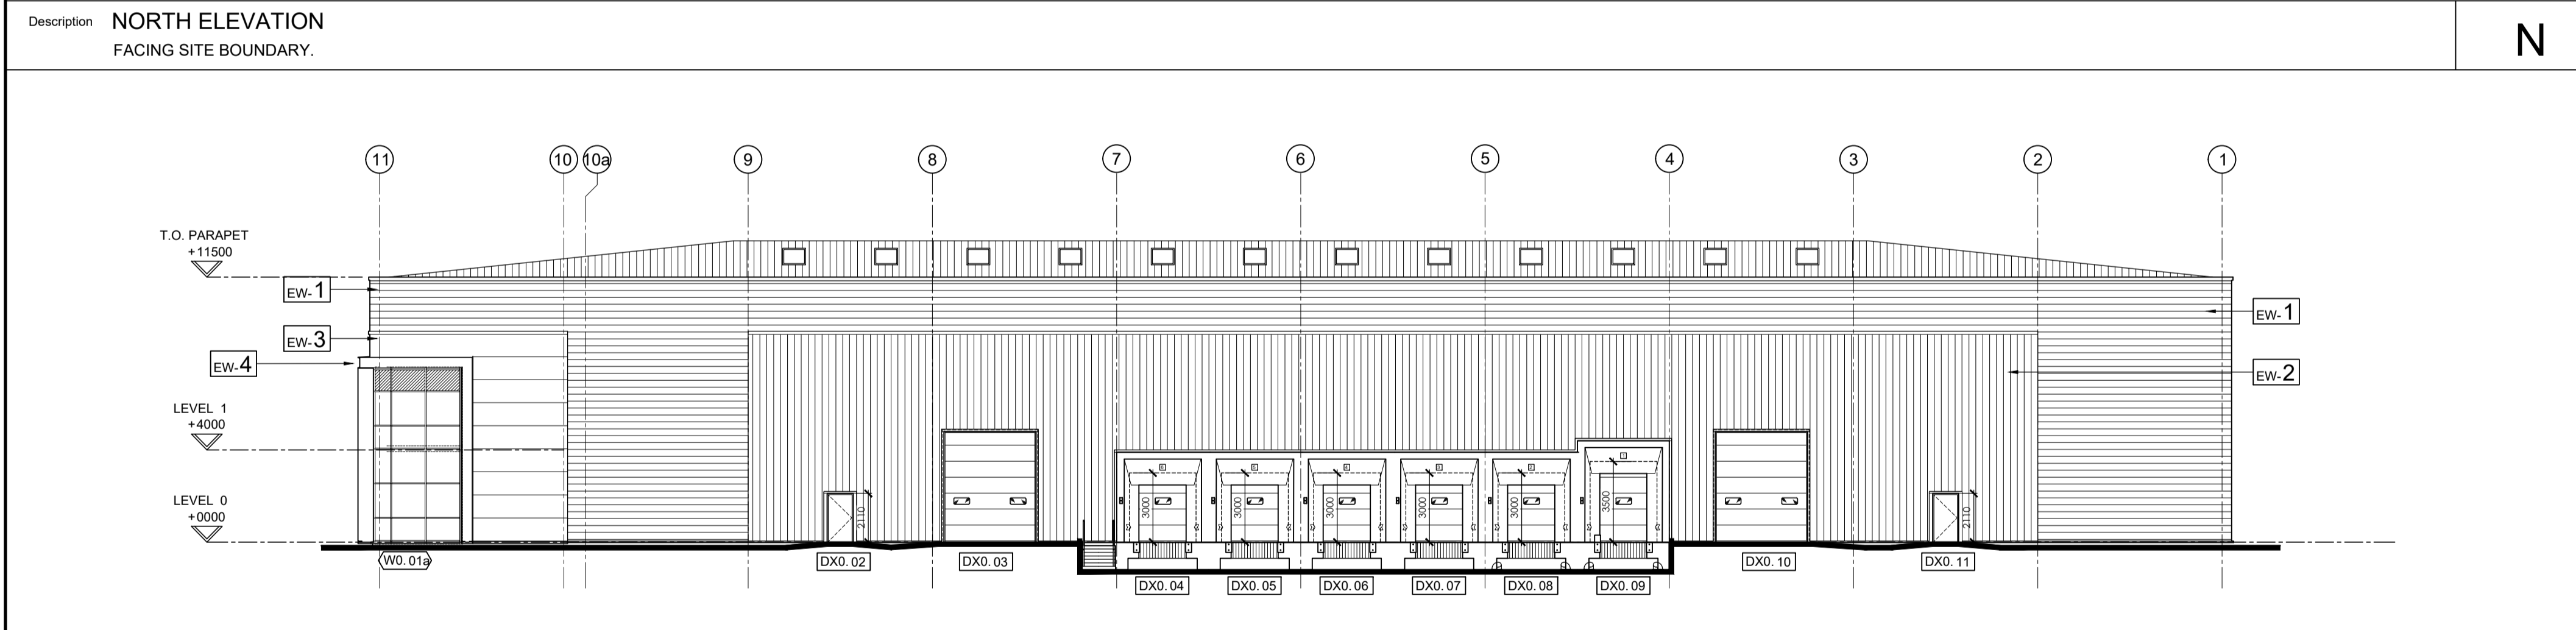 Description NORTH ELEVATION
FACING SITE BOUNDARY.
N
11 10 10a 9 8 7 6 5 4 3 2 1
T.O. PARAPET
+11500
EW-1
EW-1
EW-3
EW-4
EW-2
LEVEL 1
+4000
LEVEL 0
+0000
2110
3000
3000
3000
3000
3000
3500
2110
W0.01a
DX0.02
DX0.03
DX0.04
DX0.05
DX0.06
DX0.07
DX0.08
DX0.09
DX0.10
DX0.11